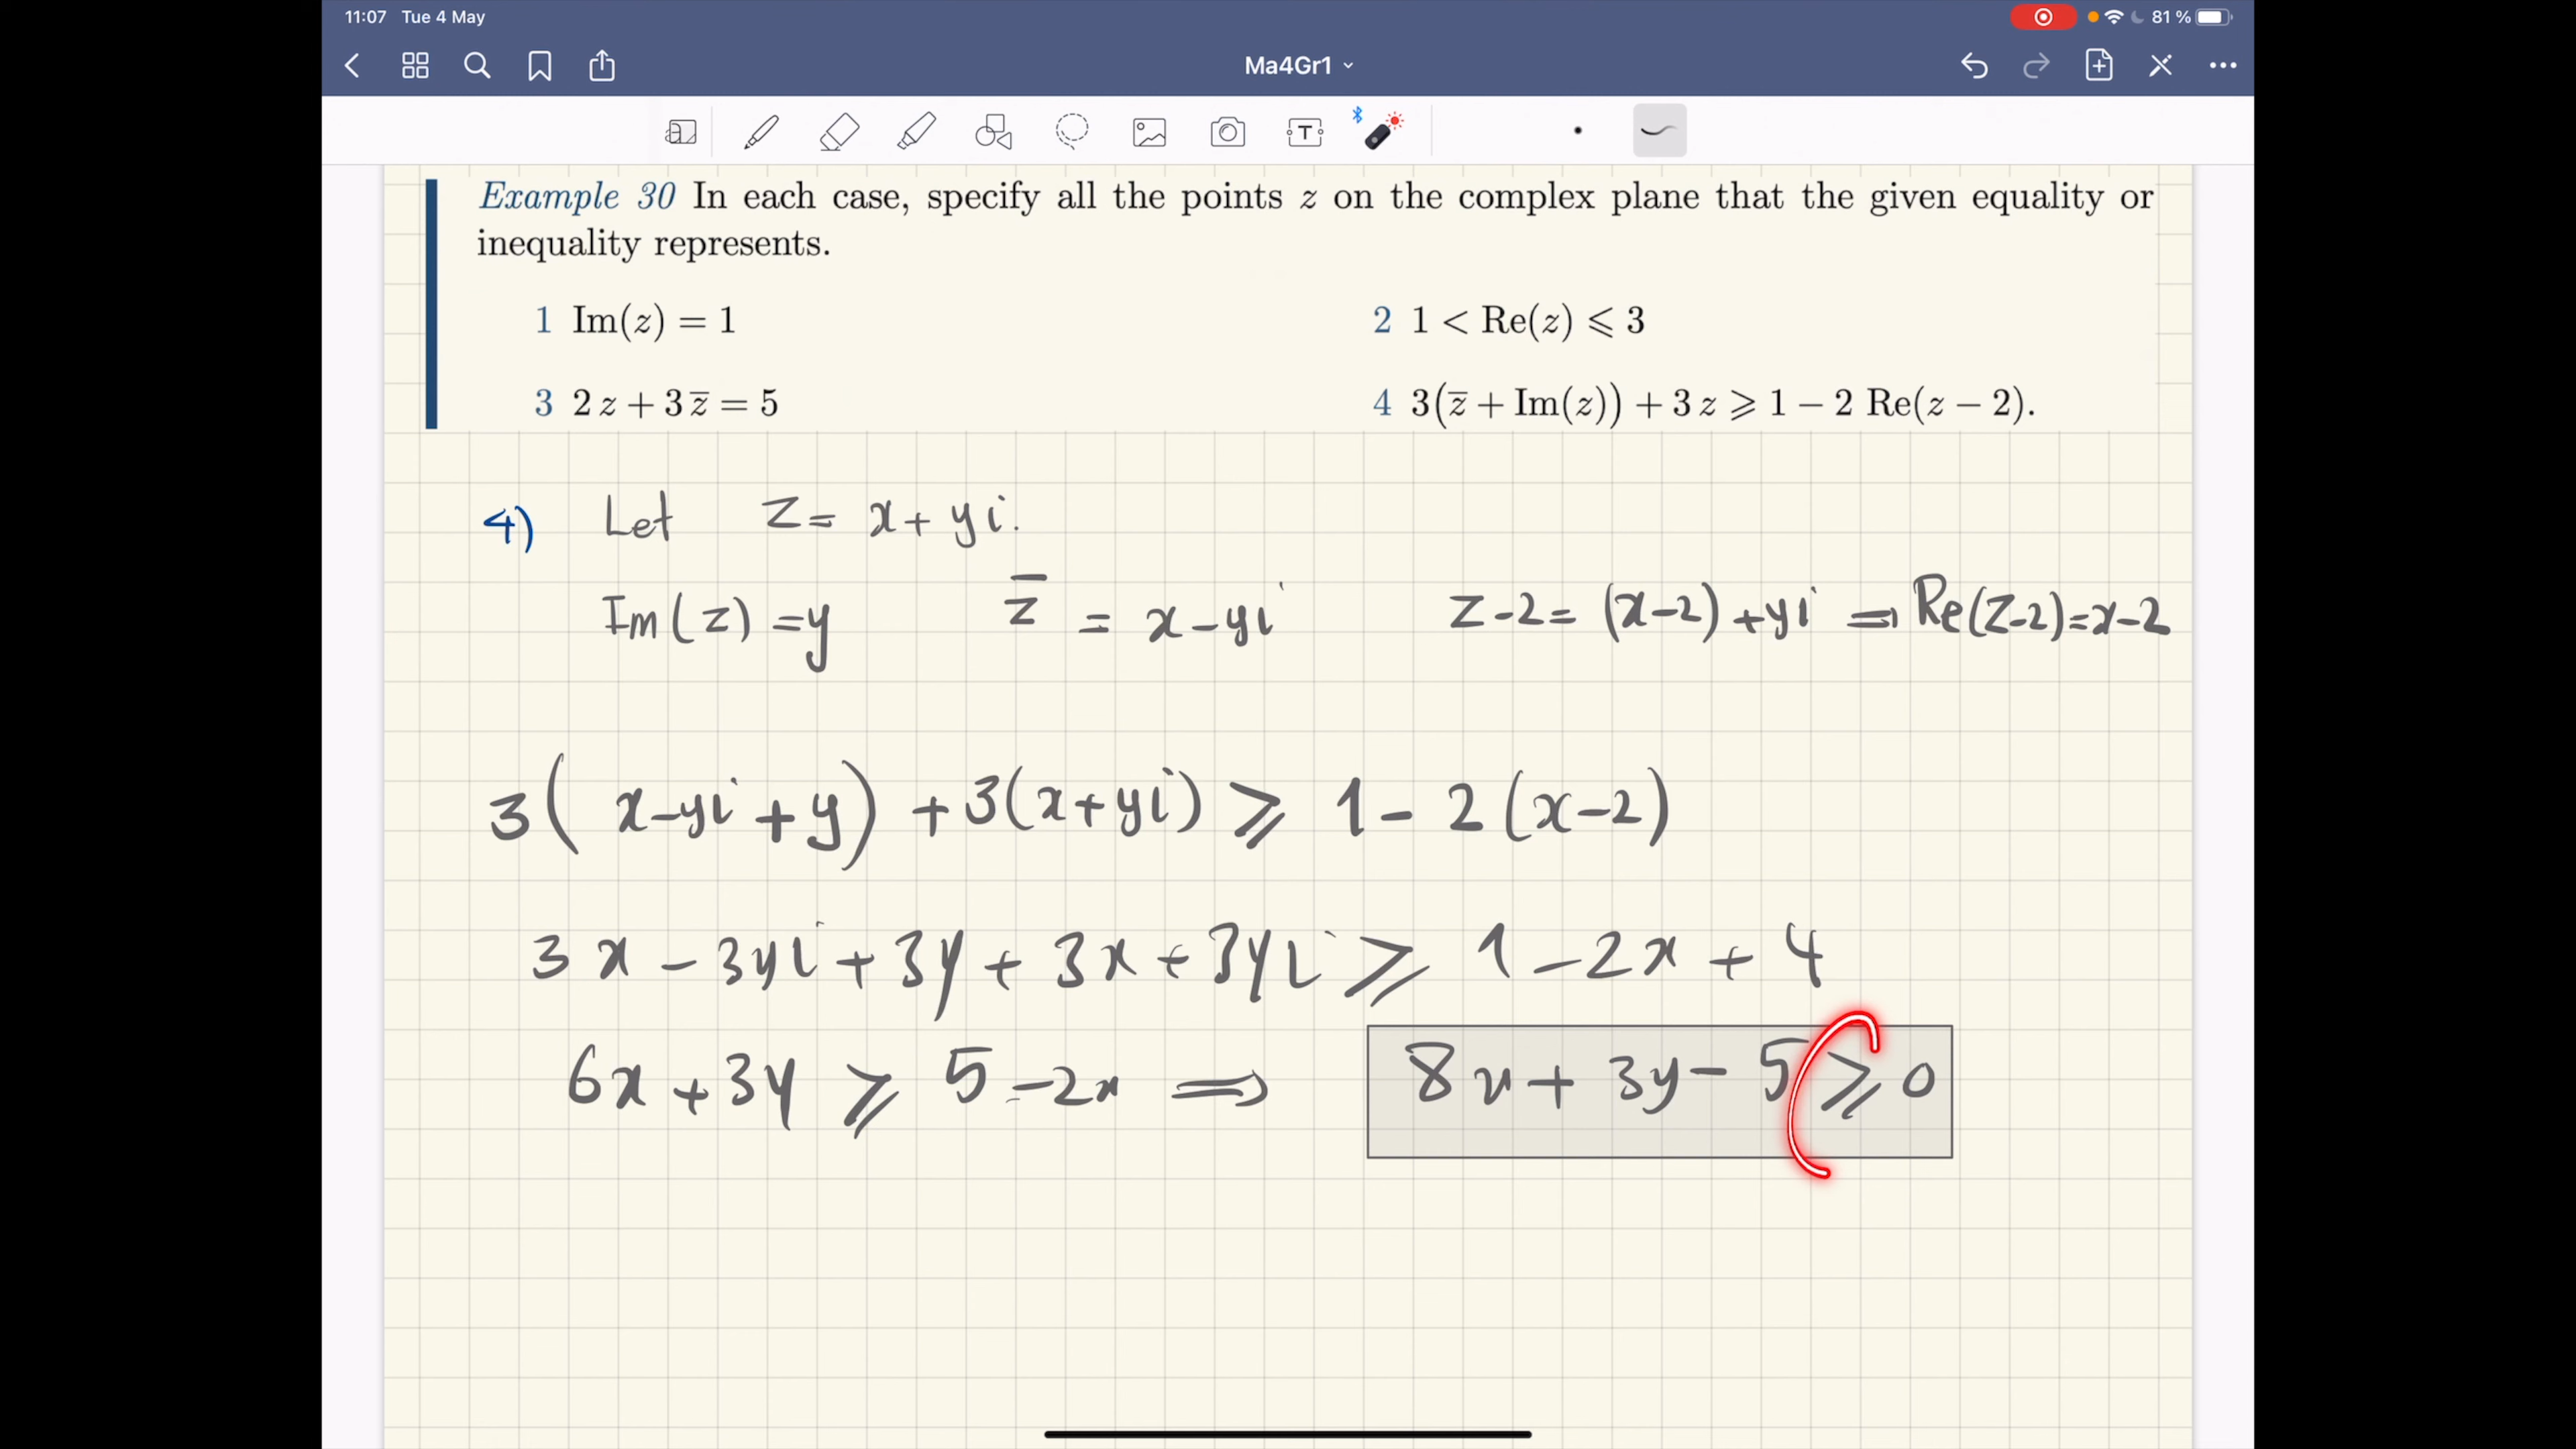 11:07 Tue 4 May 81 %
Ma4Gr1
Example 30 In each case, specify all the points z on the complex plane that the given equality or
inequality represents.
1 Im(z) = 1 2 1 < Re(z) ⩽ 3
3 2 z + 3 z̅ = 5 4 3(z̅ + Im(z)) + 3 z ⩾ 1 − 2 Re(z − 2).
4) Let z = x + yi.
Im(z) = y z̅ = x − yi z − 2 = (x−2) + yi ⇒ Re(z−2) = x−2
3( x−yi + y) + 3(x+yi) ⩾ 1 − 2(x−2)
3x − 3yi + 3y + 3x + 3yi ⩾ 1 − 2x + 4
6x + 3y ⩾ 5 − 2x ⟹ 8x + 3y − 5 ⩾ 0